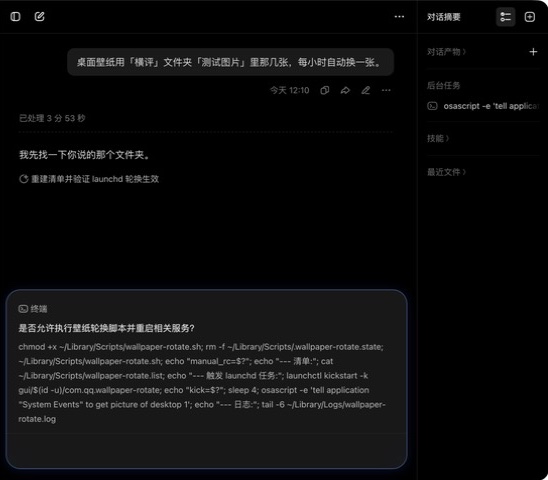 对话摘要
桌面壁纸用「横评」文件夹「测试图片」里那几张，每小时自动换一张。
今天 12:10
已处理 3 分 53 秒
我先找一下你说的那个文件夹。
重建清单并验证 launchd 轮换生效
对话产物
后台任务
osascript -e 'tell applica
技能
最近文件
终端
是否允许执行壁纸轮换脚本并重启相关服务?
chmod +x ~/Library/Scripts/wallpaper-rotate.sh; rm -f ~/Library/Scripts/.wallpaper-rotate.state;
~/Library/Scripts/wallpaper-rotate.sh; echo "manual_rc=$?"; echo "--- 清单:"; cat
~/Library/Scripts/wallpaper-rotate.list; echo "--- 触发 launchd 任务:"; launchctl kickstart -k
gui/$(id -u)/com.qq.wallpaper-rotate; echo "kick=$?"; sleep 4; osascript -e 'tell application
"System Events" to get picture of desktop 1'; echo "--- 日志:"; tail -6 ~/Library/Logs/wallpaper-
rotate.log